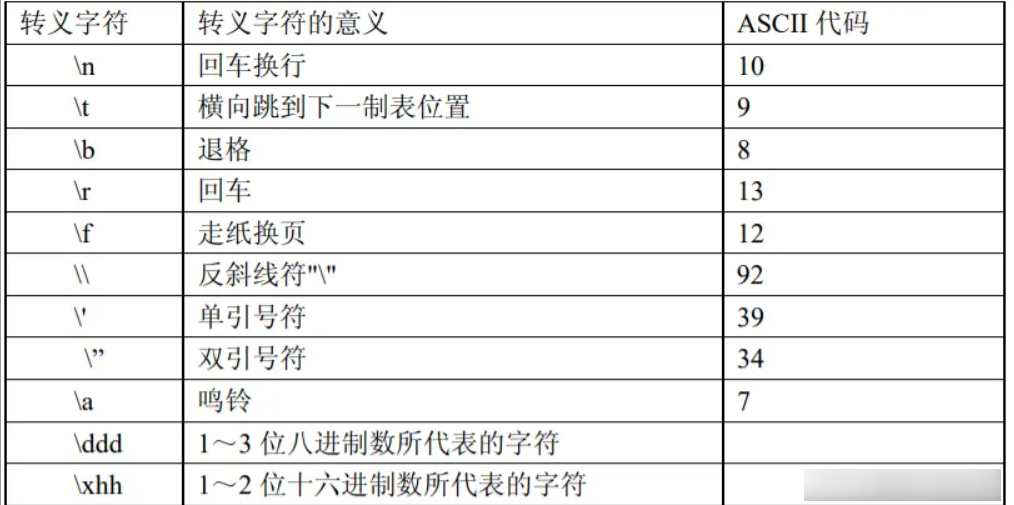 转义字符 转义字符的意义 ASCII 代码
\n 回车换行 10
\t 横向跳到下一制表位置 9
\b 退格 8
\r 回车 13
\f 走纸换页 12
\\ 反斜线符"\" 92
\' 单引号符 39
\” 双引号符 34
\a 鸣铃 7
\ddd 1～3 位八进制数所代表的字符
\xhh 1～2 位十六进制数所代表的字符